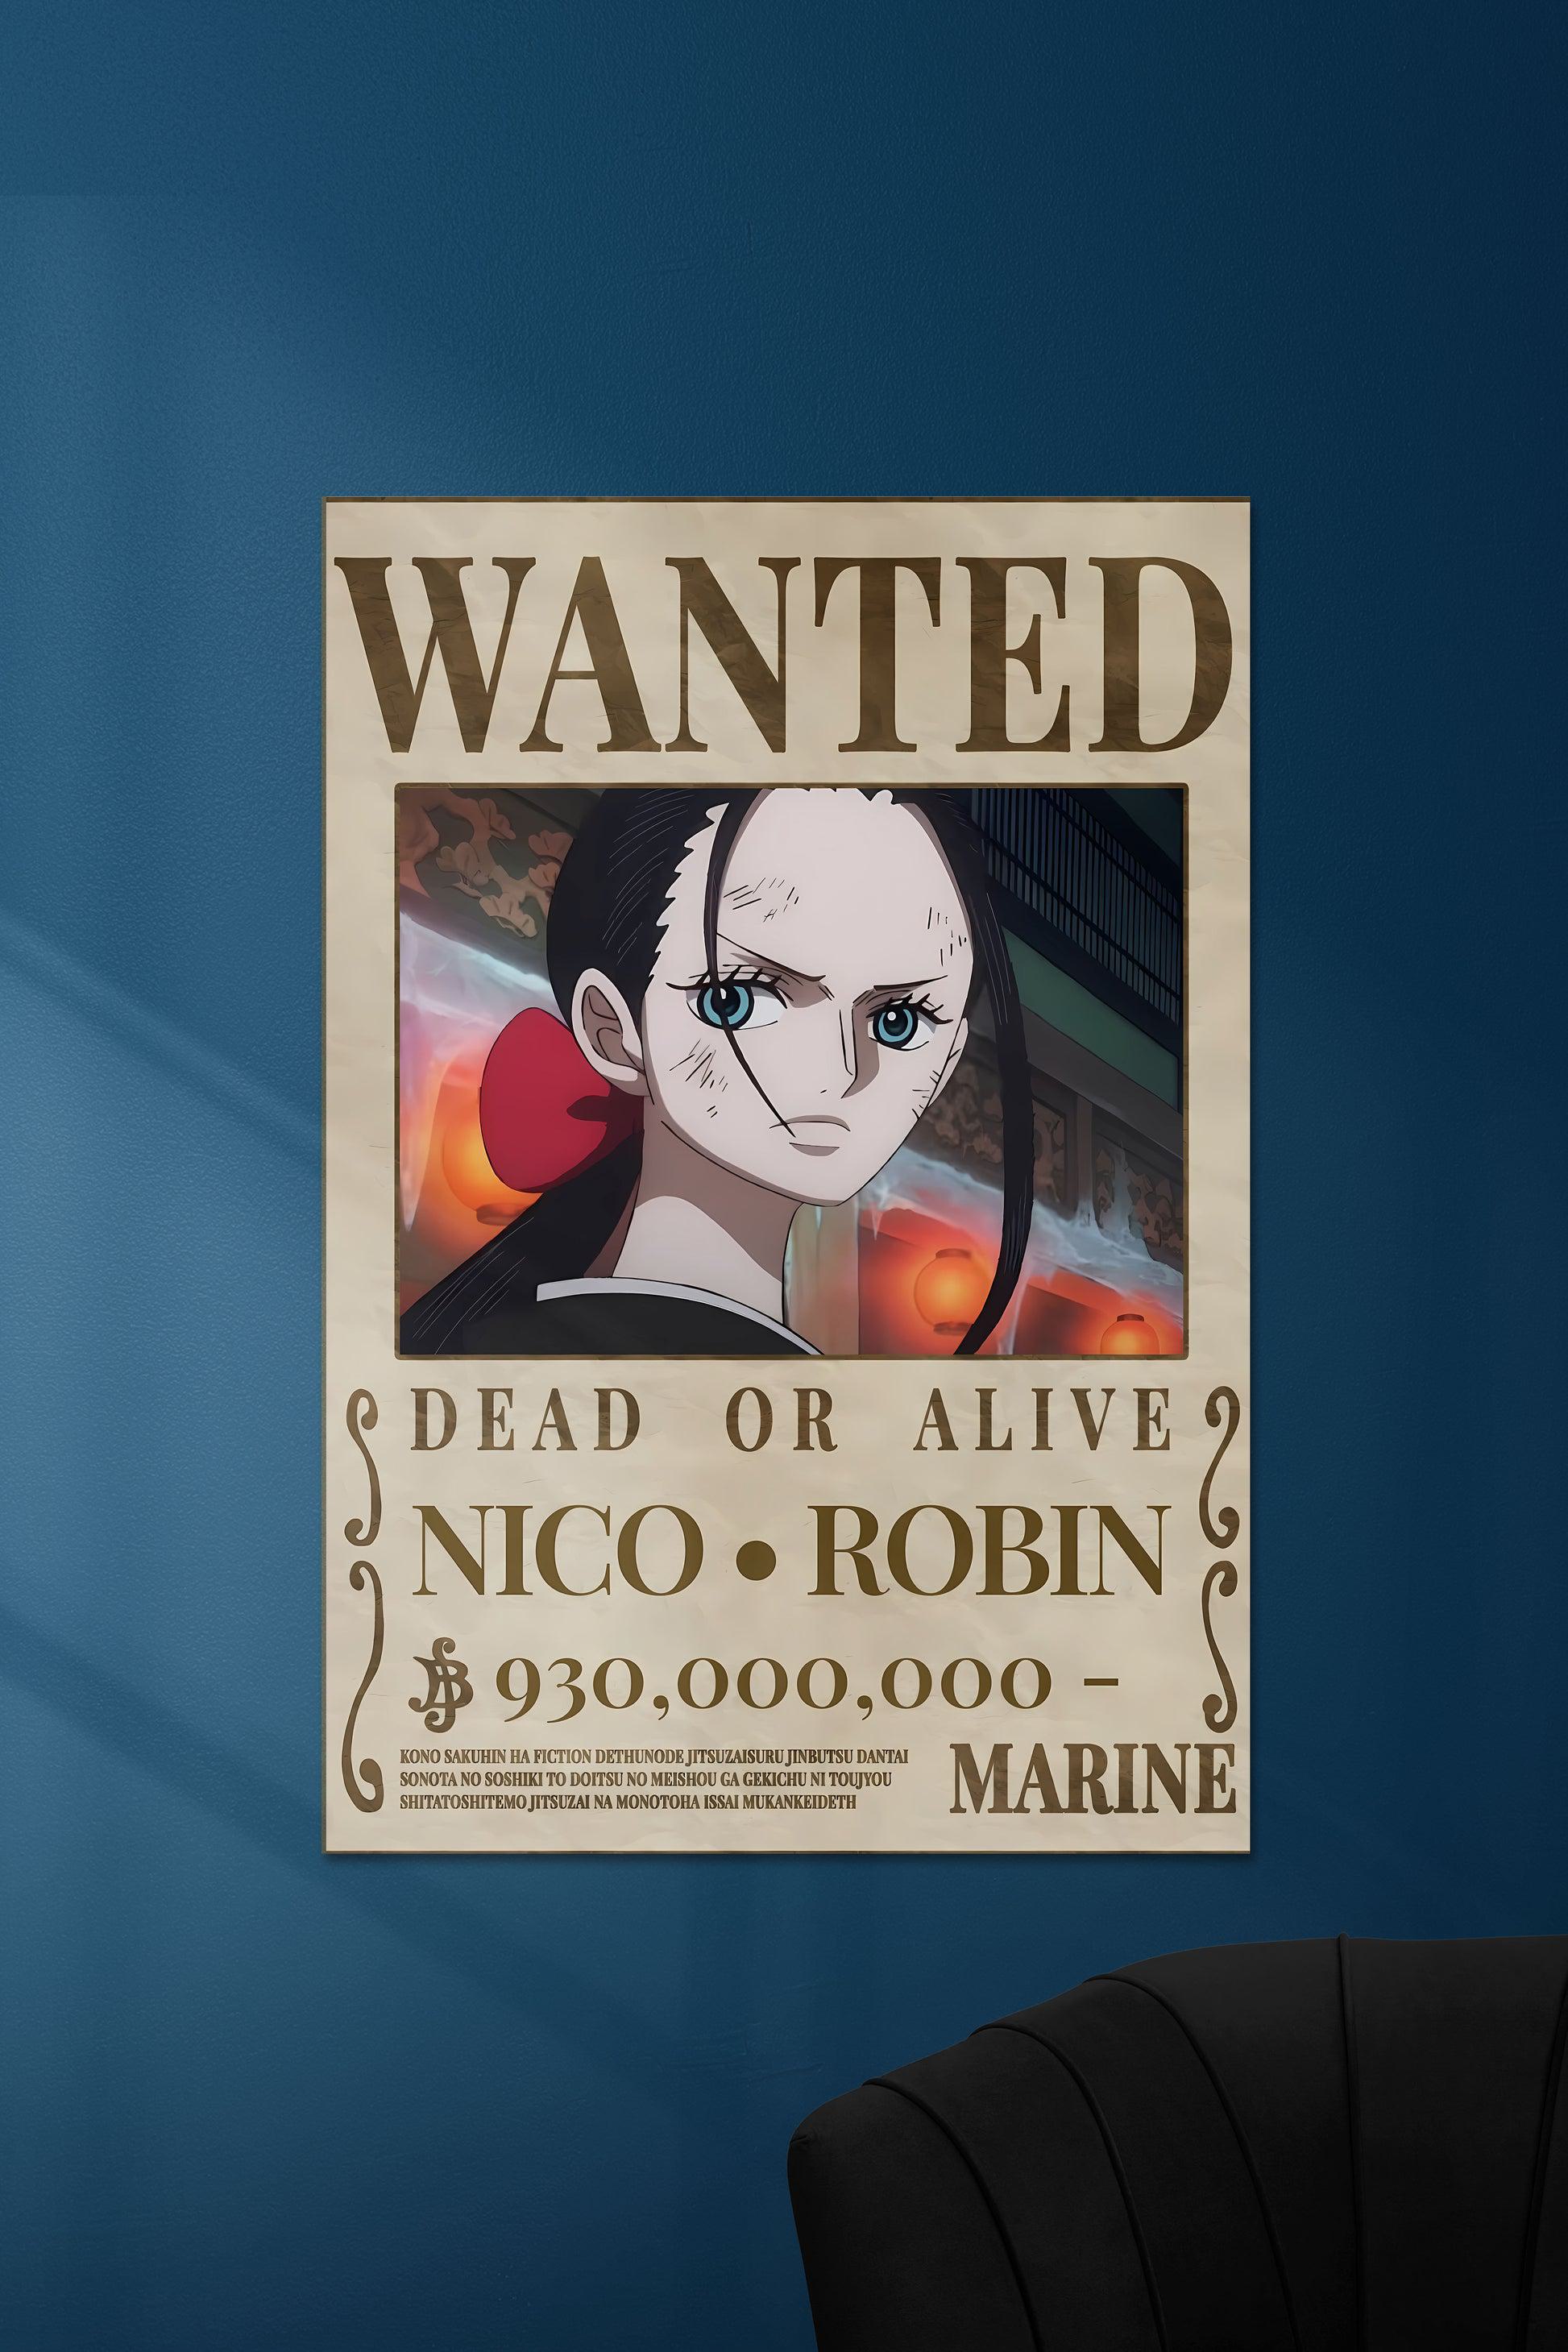 WANTED
DEAD OR ALIVE
NICO • ROBIN
฿ 930,000,000 –
KONO SAKUHIN HA FICTION DETHUNODE JITSUZAISURU JINBUTSU DANTAI
SONOTA NO SOSHIKI TO DOITSU NO MEISHOU GA GEKICHU NI TOUJYOU
SHITATOSHITEMO JITSUZAI NA MONOTOHA ISSAI MUKANKEIDETH
MARINE